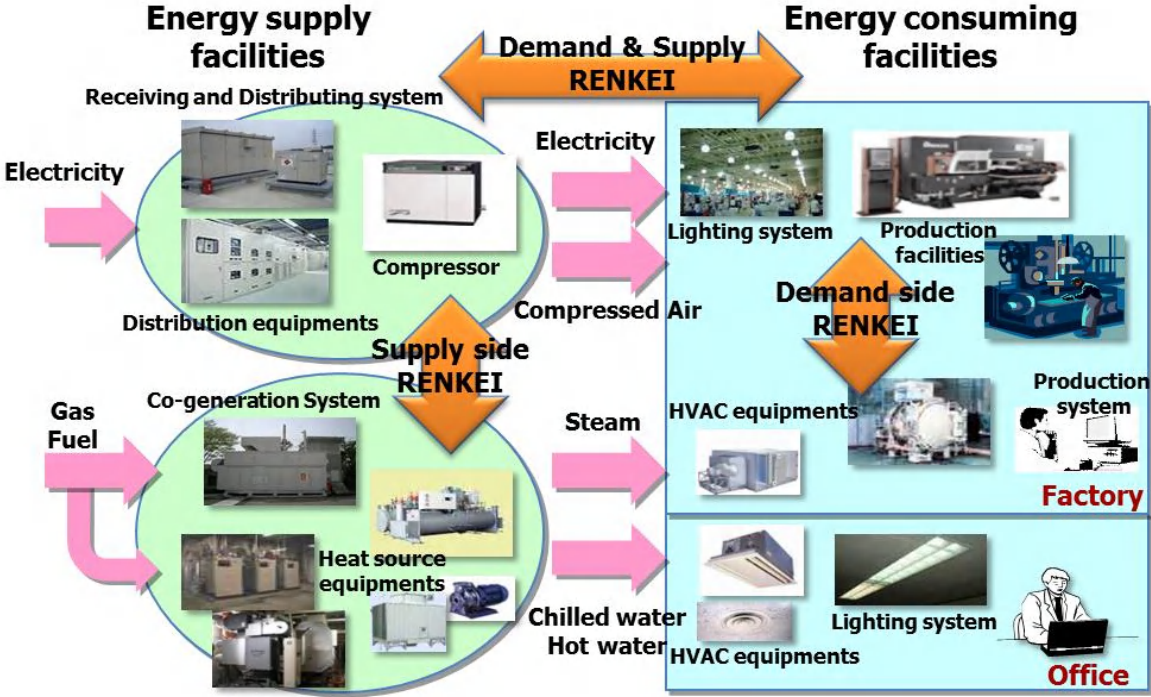 Energy supply
facilities
Energy consuming
facilities
Demand & Supply
RENKEI
Receiving and Distributing system
Electricity
Electricity
Compressor
Distribution equipments
Compressed Air
Lighting system
Production
facilities
Demand side
RENKEI
Supply side
RENKEI
Co-generation System
Gas
Fuel
Steam
HVAC equipments
Production
system
Factory
Heat source
equipments
Chilled water
Hot water
HVAC equipments
Lighting system
Office